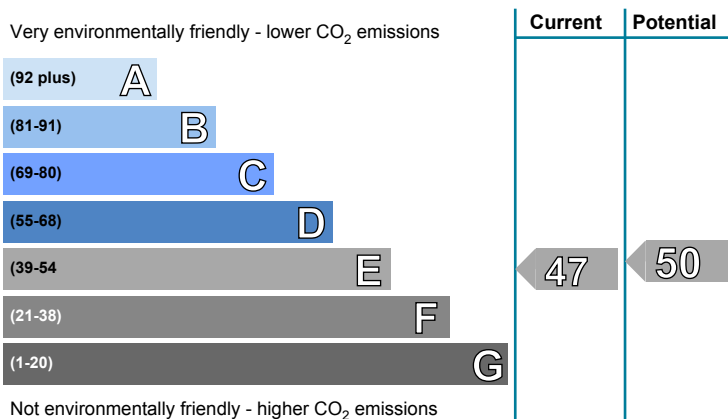 Current Potential
Very environmentally friendly - lower CO2 emissions
(92 plus) A
(81-91) B
(69-80) C
(55-68) D
(39-54 E 47 50
(21-38) F
(1-20) G
Not environmentally friendly - higher CO2 emissions